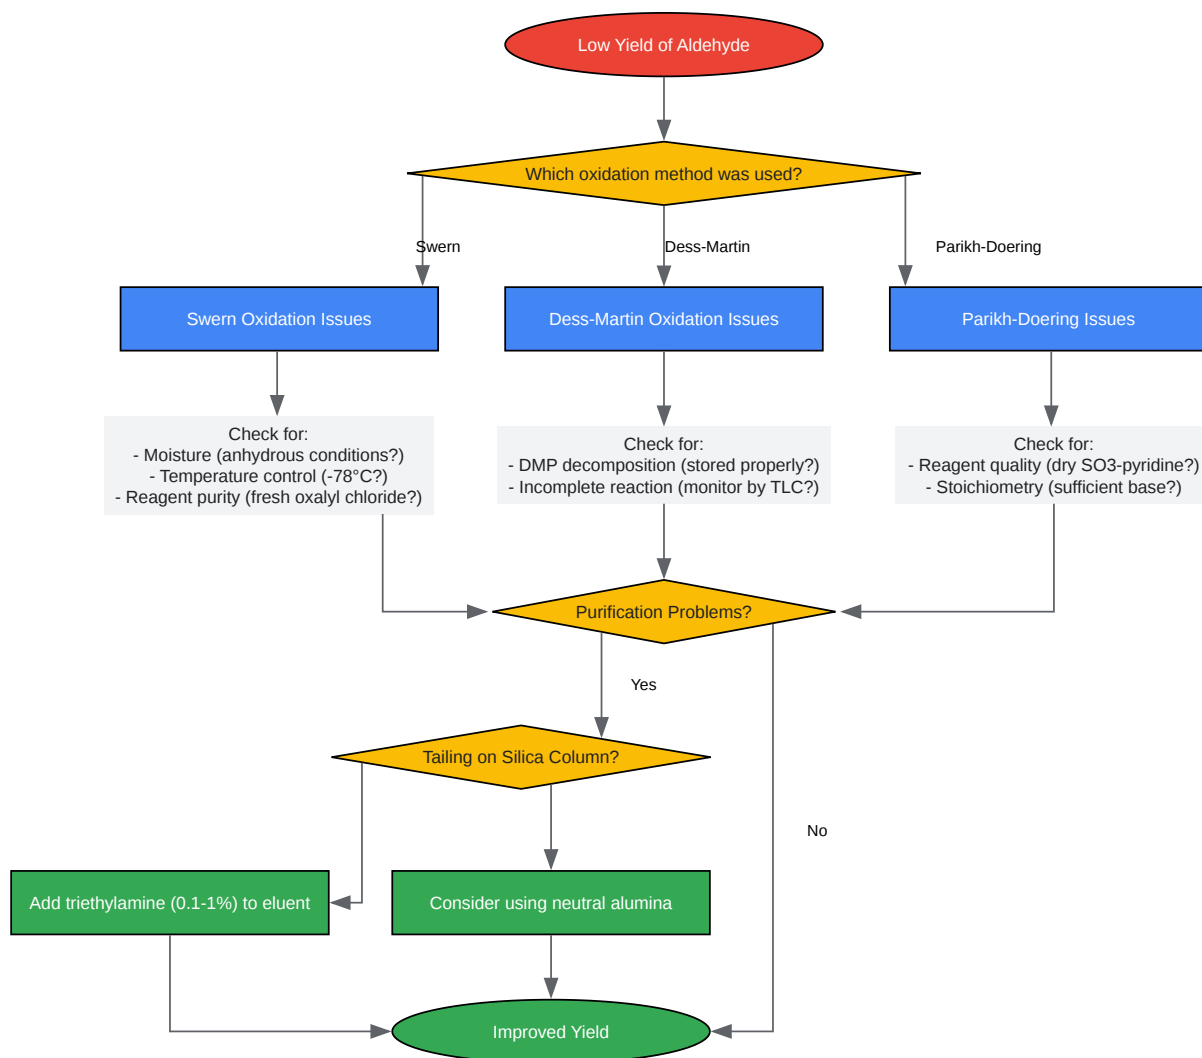 Low Yield of Aldehyde
Which oxidation method was used?
Swern
Dess-Martin
Parikh-Doering
Swern Oxidation Issues
Dess-Martin Oxidation Issues
Parikh-Doering Issues
Check for:
- Moisture (anhydrous conditions?)
- Temperature control (-78°C?)
- Reagent purity (fresh oxalyl chloride?)
Check for:
- DMP decomposition (stored properly?)
- Incomplete reaction (monitor by TLC?)
Check for:
- Reagent quality (dry SO3-pyridine?)
- Stoichiometry (sufficient base?)
Purification Problems?
Yes
Tailing on Silica Column?
No
Add triethylamine (0.1-1%) to eluent
Consider using neutral alumina
Improved Yield